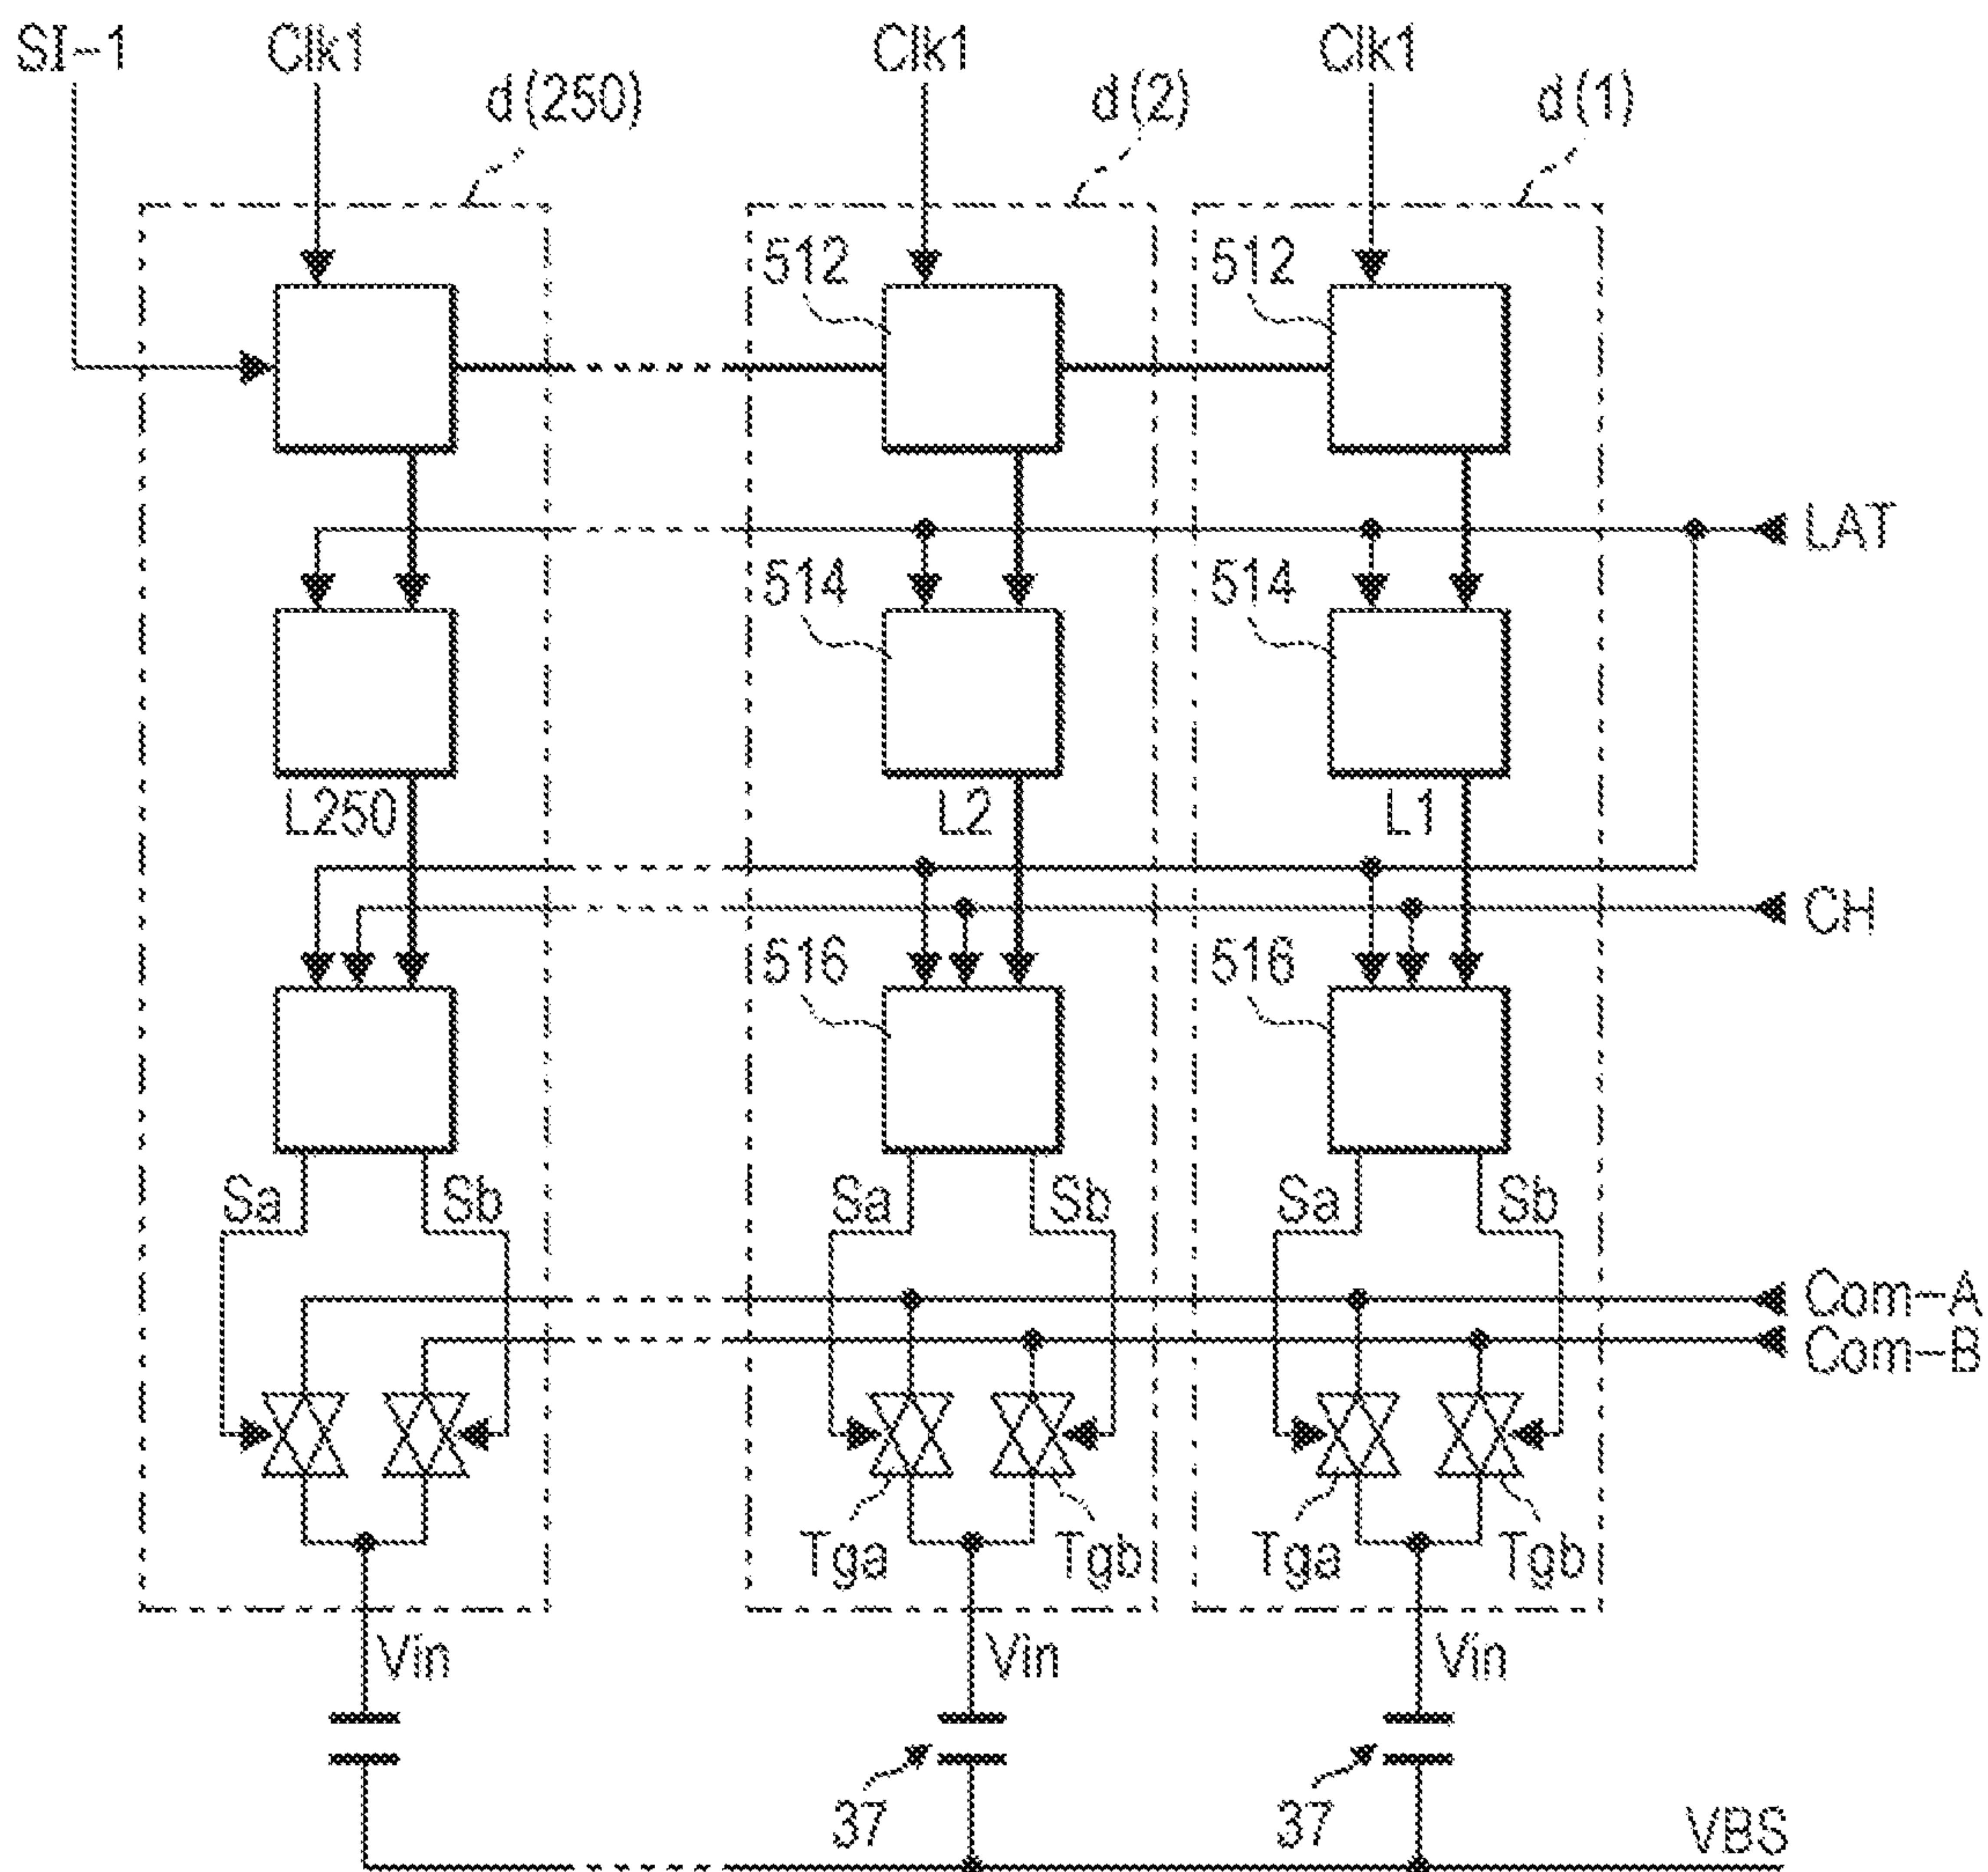 SI-1 Clk1 Clk1 Clk1
d(250) d(2) d(1)
512 512
LAT
514 514
L250 L2 L1
CH
516 516
Sa Sb Sa Sb Sa Sb
Com-A
Com-B
Tga Tgb Tga Tgb
Vin Vin Vin
37 37 VBS